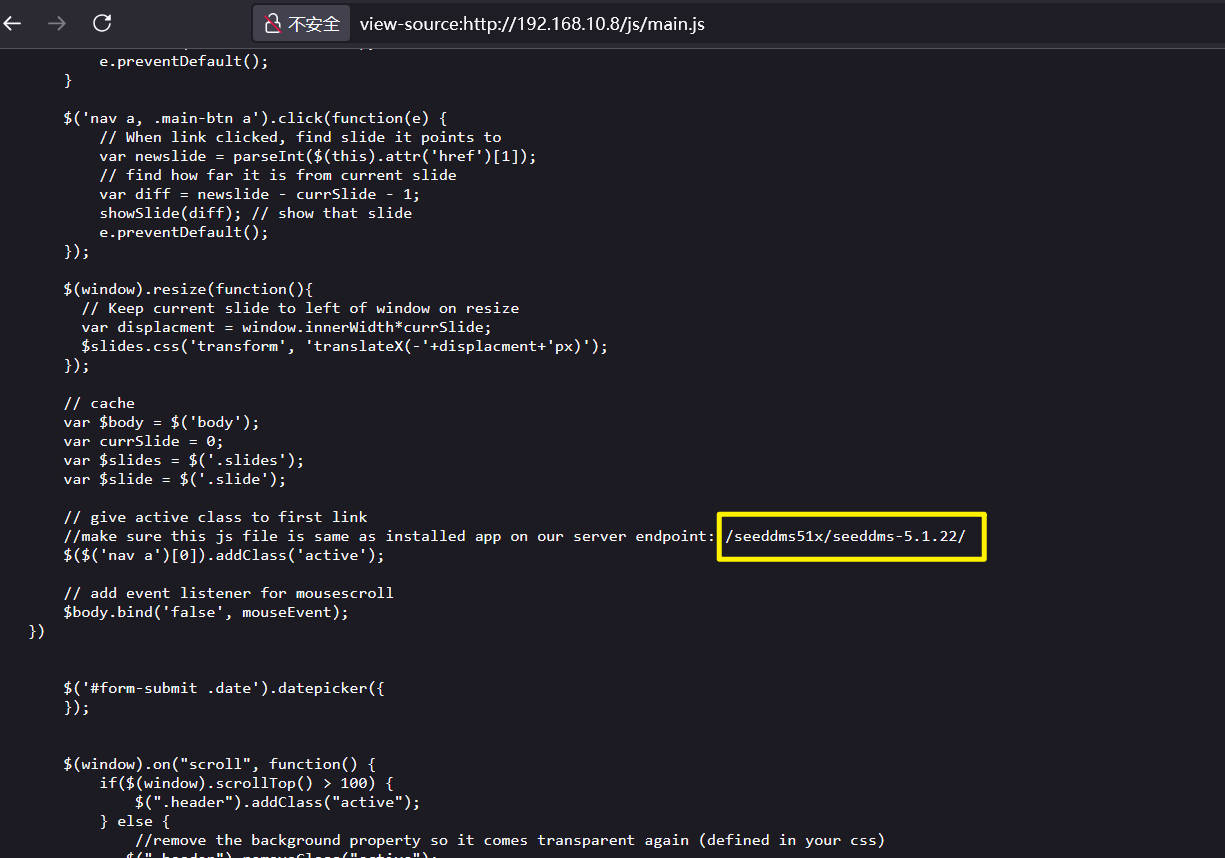 不安全 view-source:http://192.168.10.8/js/main.js
e.preventDefault();
}
$('nav a, .main-btn a').click(function(e) {
// When link clicked, find slide it points to
var newslide = parseInt($(this).attr('href')[1]);
// find how far it is from current slide
var diff = newslide - currSlide - 1;
showSlide(diff); // show that slide
e.preventDefault();
});
$(window).resize(function(){
// Keep current slide to left of window on resize
var displacment = window.innerWidth*currSlide;
$slides.css('transform', 'translateX(-'+displacment+'px)');
});
// cache
var $body = $('body');
var currSlide = 0;
var $slides = $('.slides');
var $slide = $('.slide');
// give active class to first link
//make sure this js file is same as installed app on our server endpoint: /seeddms51x/seeddms-5.1.22/
$($('nav a')[0]).addClass('active');
// add event listener for mousescroll
$body.bind('false', mouseEvent);
})
$('#form-submit .date').datepicker({
});
$(window).on("scroll", function() {
if($(window).scrollTop() > 100) {
$(".header").addClass("active");
} else {
//remove the background property so it comes transparent again (defined in your css)
$(".header").removeClass("active");